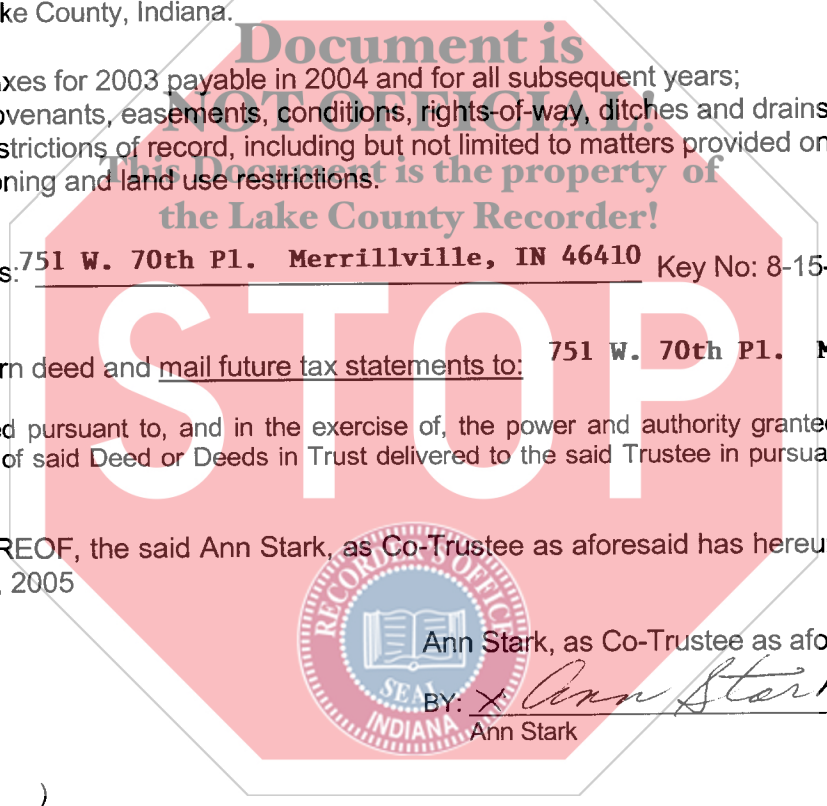 ke County, Indiana.
Document is
axes for 2003 payable in 2004 and for all subsequent years;
NOT OFFICIAL!
ovenants, easements, conditions, rights-of-way, ditches and drains
strictions of record, including but not limited to matters provided on
This Document is the property of
oning and land use restrictions.
the Lake County Recorder!
s: 751 W. 70th Pl. Merrillville, IN 46410 Key No: 8-15-
STOP
rn deed and mail future tax statements to: 751 W. 70th Pl. M
ed pursuant to, and in the exercise of, the power and authority granted
of said Deed or Deeds in Trust delivered to the said Trustee in pursua
REOF, the said Ann Stark, as Co-Trustee as aforesaid has hereu
, 2005
RECORDER'S OFFICE
SEAL
INDIANA
Ann Stark, as Co-Trustee as afo
BY: X Ann Stark
Ann Stark
)